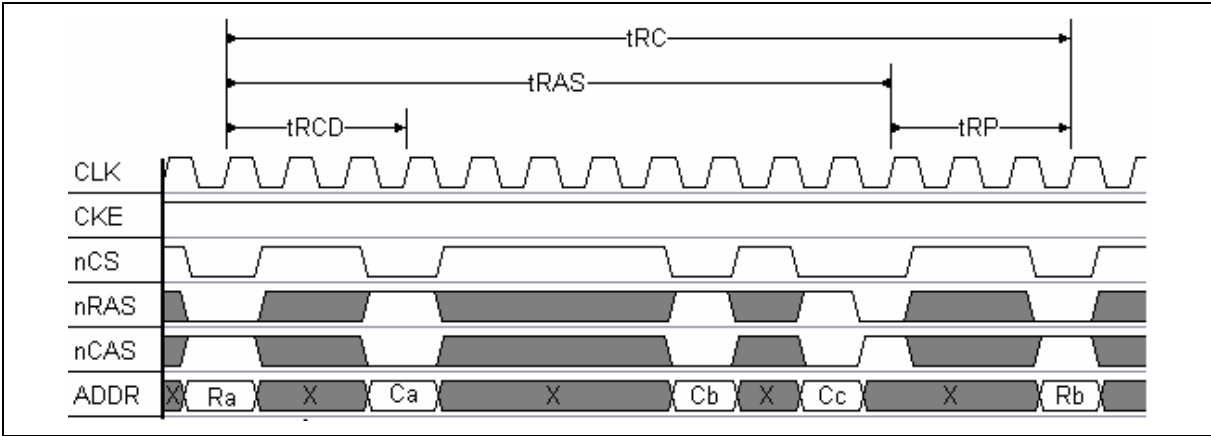 tRC
tRAS
tRCD tRP
CLK
CKE
nCS
nRAS
nCAS
ADDR X Ra X Ca X Cb X Cc X Rb